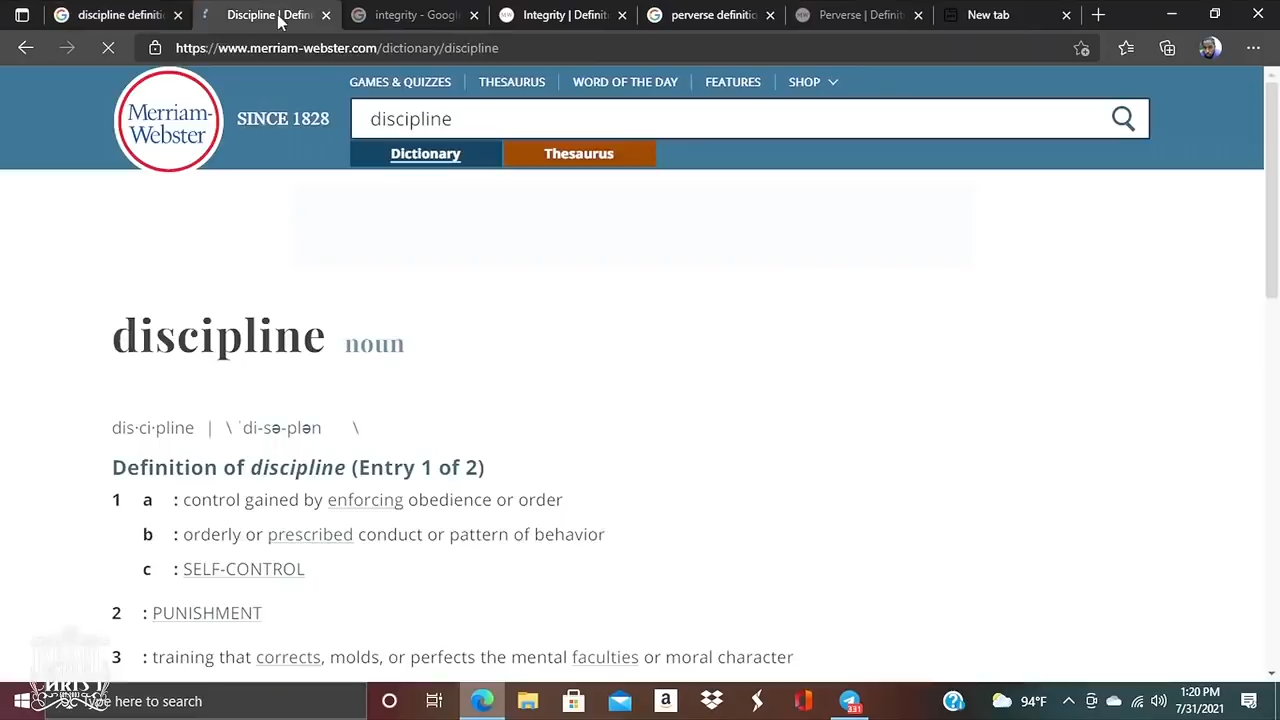 discipline definiti
Discipline | Defini
integrity - Googl
Integrity | Definit
perverse definitio
Perverse | Definiti
New tab
https://www.merriam-webster.com/dictionary/discipline
GAMES & QUIZZES
THESAURUS
WORD OF THE DAY
FEATURES
SHOP
Merriam-
Webster
SINCE 1828
discipline
Dictionary
Thesaurus
discipline noun
dis·ci·pline | \ ˈdi-sə-plən \
Definition of discipline (Entry 1 of 2)
1 a : control gained by enforcing obedience or order
b : orderly or prescribed conduct or pattern of behavior
c : SELF-CONTROL
2 : PUNISHMENT
3 : training that corrects, molds, or perfects the mental faculties or moral character
here to search
331
94°F
1:20 PM
7/31/2021